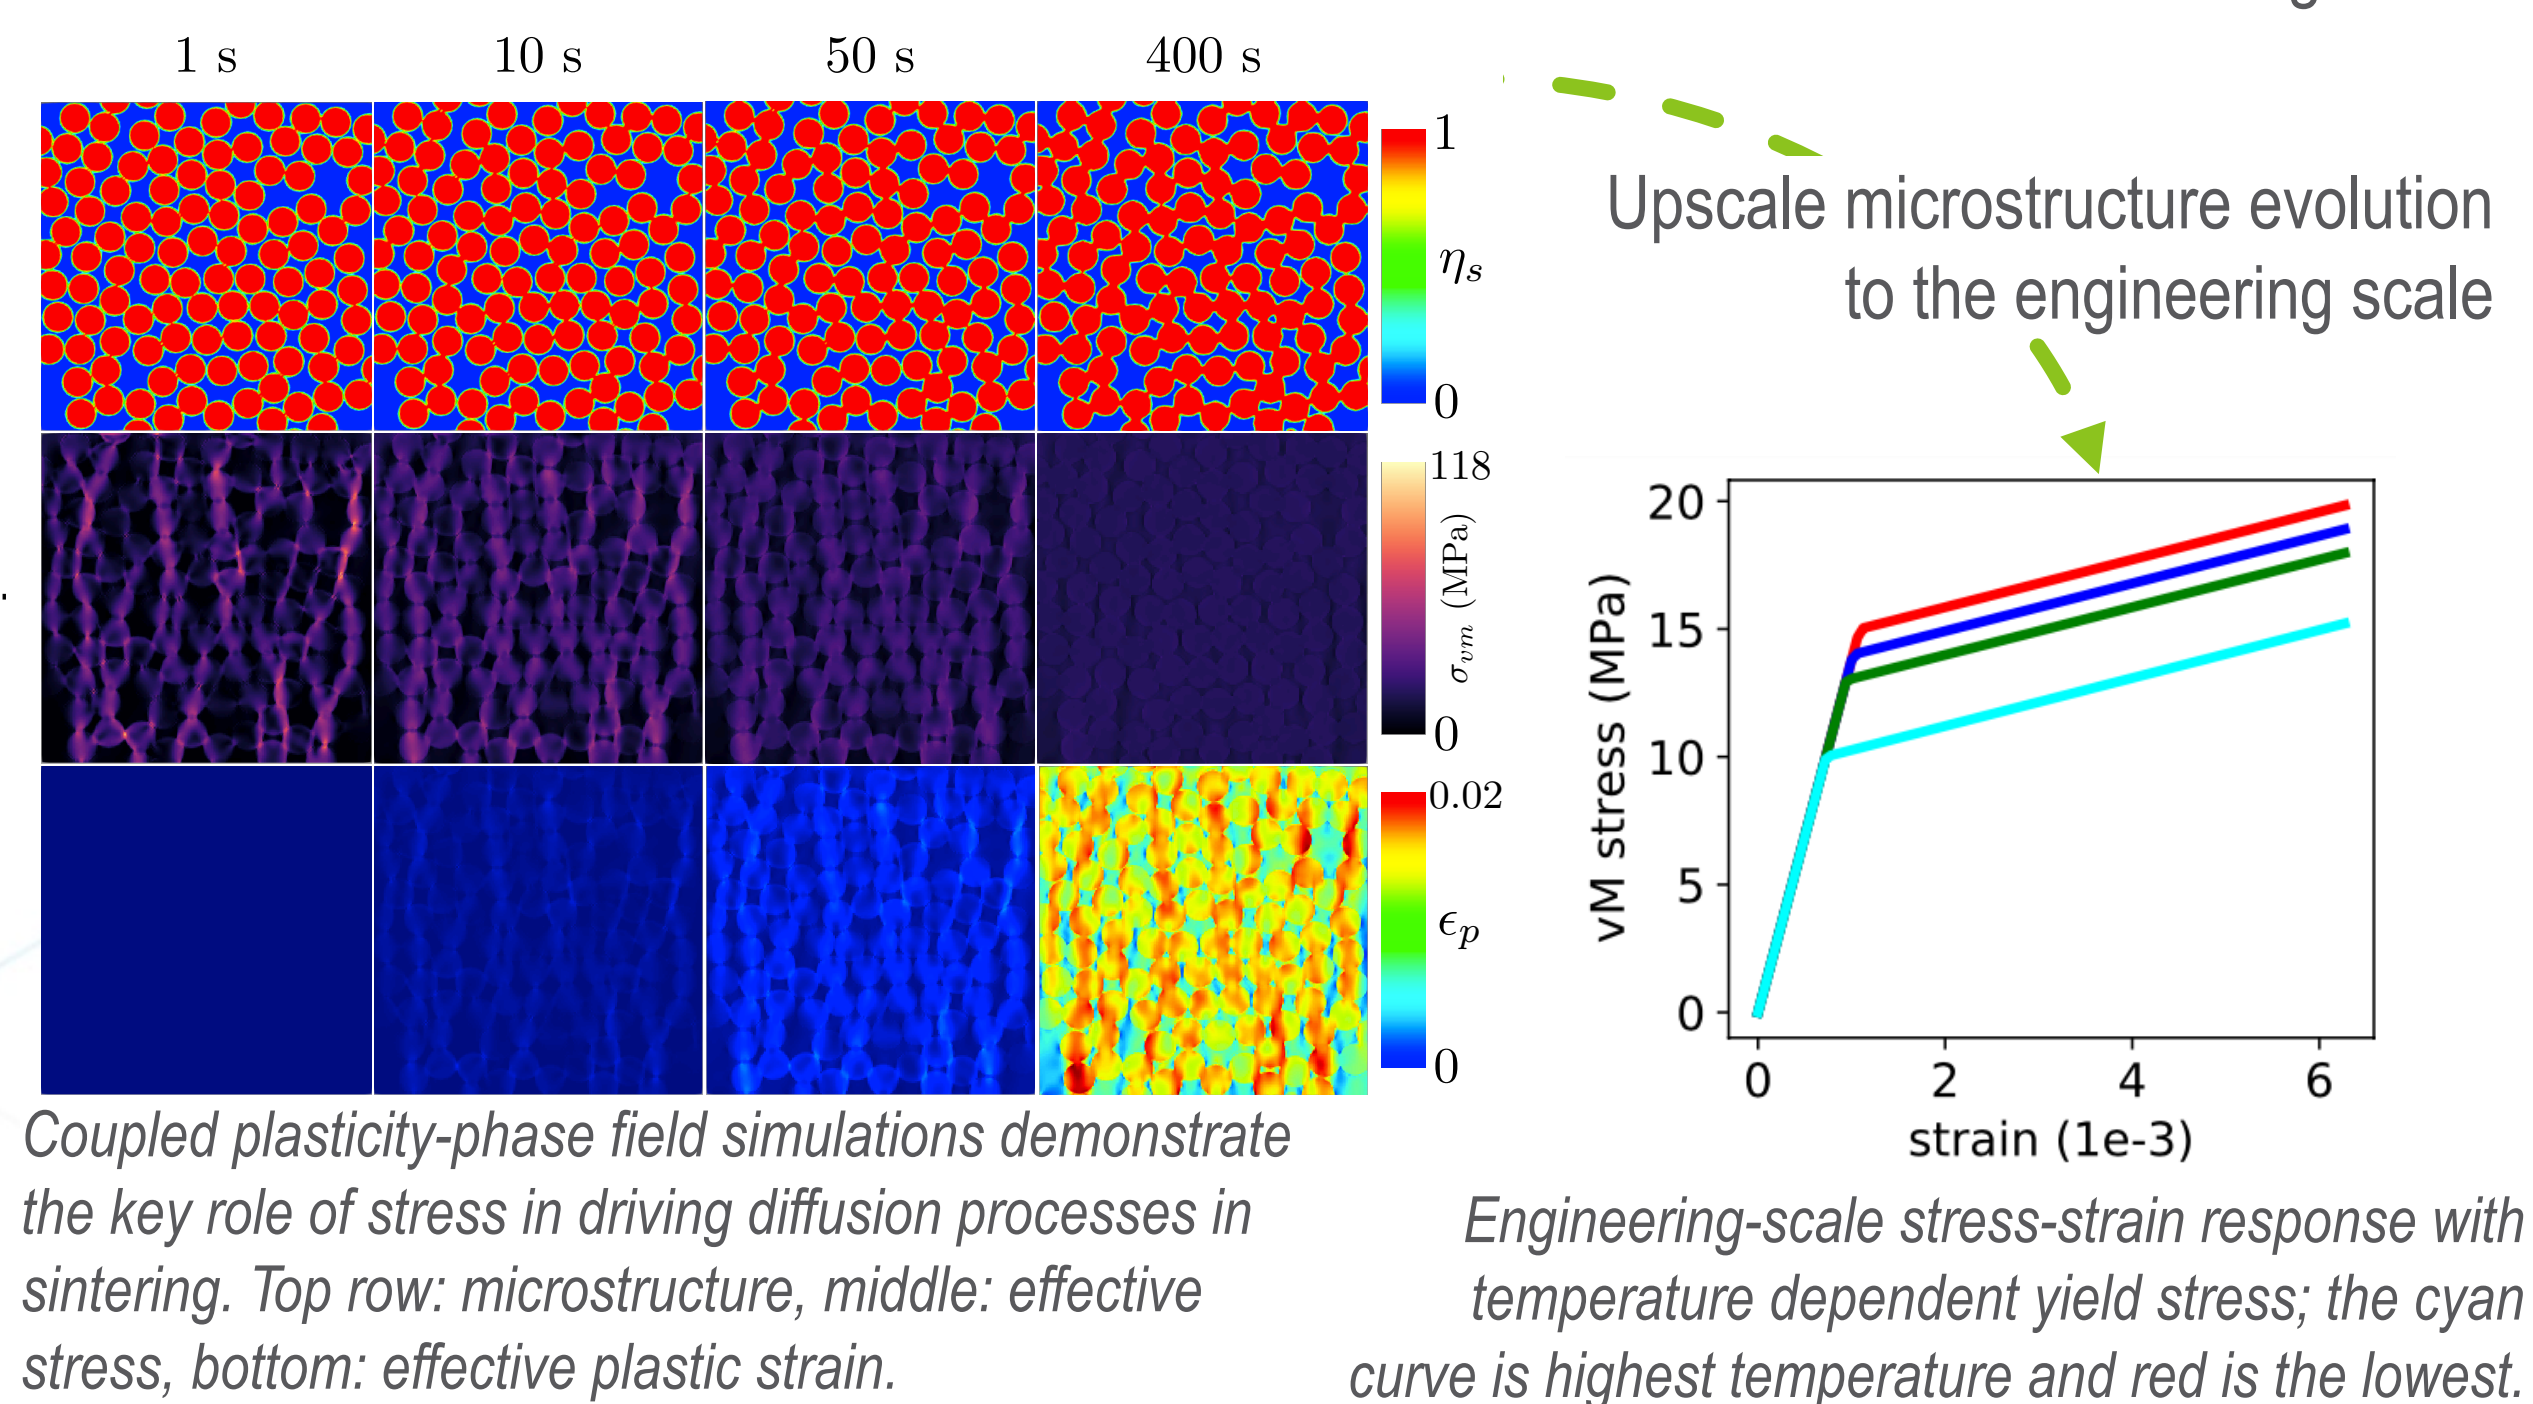 1 s 10 s 50 s 400 s
1
η_s
0
118
σ_vm (MPa)
0
0.02
ϵ_p
0
Coupled plasticity-phase field simulations demonstrate
the key role of stress in driving diffusion processes in
sintering. Top row: microstructure, middle: effective
stress, bottom: effective plastic strain.
Upscale microstructure evolution
to the engineering scale
20
15
10
5
0
vM stress (MPa)
0 2 4 6
strain (1e-3)
Engineering-scale stress-strain response with
temperature dependent yield stress; the cyan
curve is highest temperature and red is the lowest.